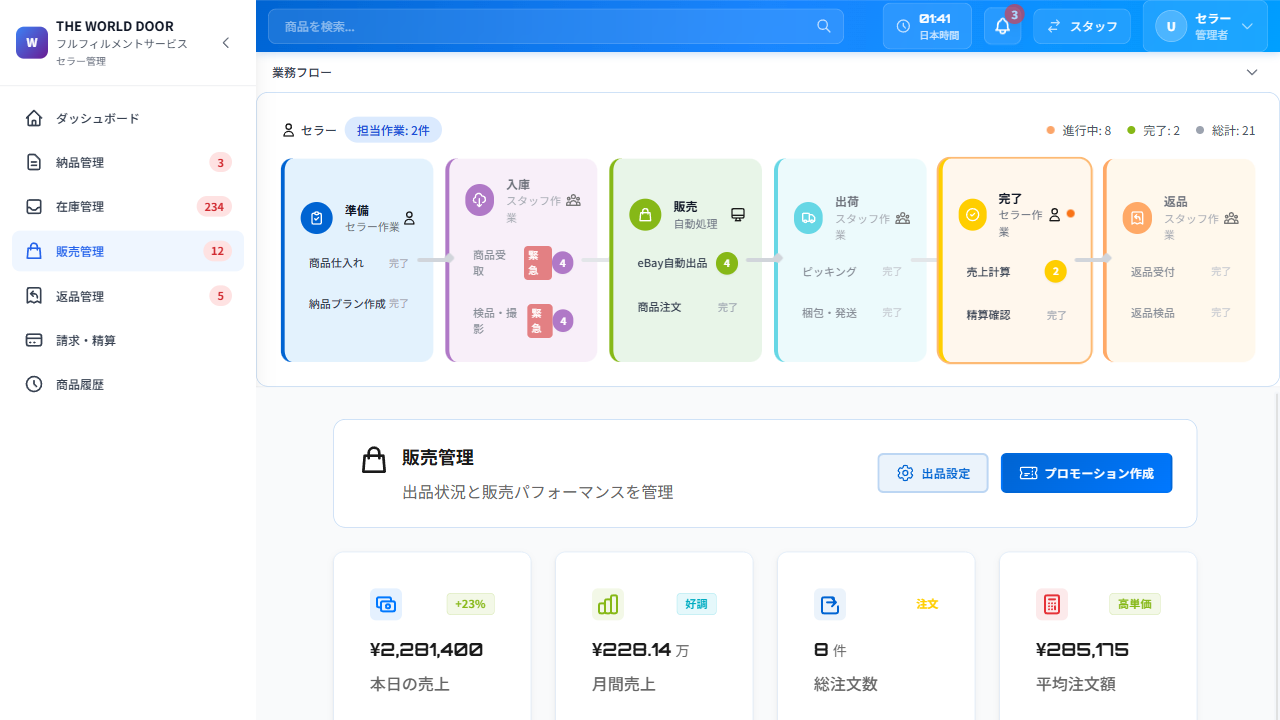 W
THE WORLD DOOR
フルフィルメントサービス
セラー管理
ダッシュボード
納品管理 3
在庫管理 234
販売管理 12
返品管理 5
請求・精算
商品履歴
商品を検索...
01:41
日本時間
3
スタッフ
U
セラー
管理者
業務フロー
セラー 担当作業: 2件
進行中: 8 完了: 2 総計: 21
準備
セラー作業
商品仕入れ 完了
納品プラン作成 完了
入庫
スタッフ作
業
商品受
取
緊
急
4
検品・撮
影
緊
急
4
販売
自動処理
eBay自動出品 4
商品注文 完了
出荷
スタッフ作
業
ピッキング 完了
梱包・発送 完了
完了
セラー作
業
売上計算 2
精算確認 完了
返品
スタッフ作
業
返品受付 完了
返品検品 完了
販売管理
出品状況と販売パフォーマンスを管理
出品設定
プロモーション作成
+23%
¥2,281,400
本日の売上
好調
¥228.14 万
月間売上
注文
8 件
総注文数
高単価
¥285,175
平均注文額